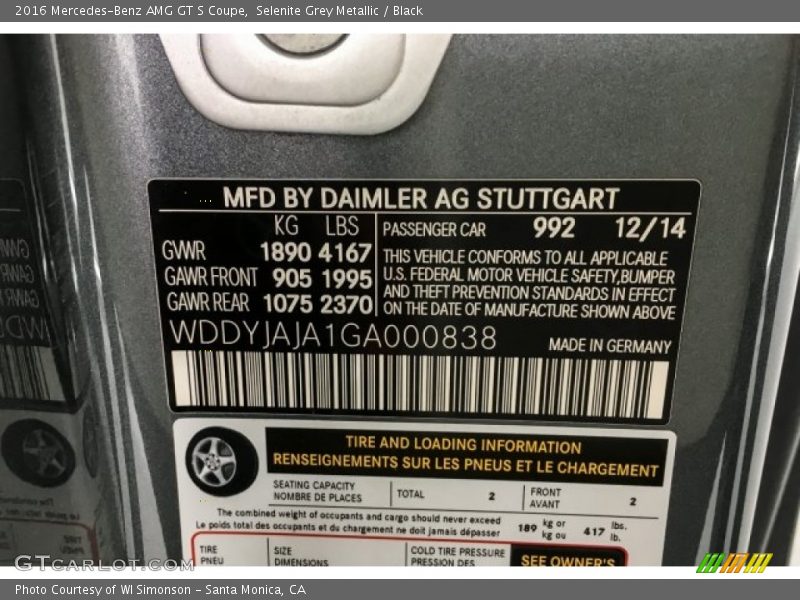 2016 Mercedes-Benz AMG GT S Coupe, Selenite Grey Metallic / Black
MFD BY DAIMLER AG STUTTGART
KG LBS
GWR 1890 4167
GAWR FRONT 905 1995
GAWR REAR 1075 2370
PASSENGER CAR 992 12/14
THIS VEHICLE CONFORMS TO ALL APPLICABLE
U.S. FEDERAL MOTOR VEHICLE SAFETY, BUMPER
AND THEFT PREVENTION STANDARDS IN EFFECT
ON THE DATE OF MANUFACTURE SHOWN ABOVE
WDDYJAJA1GA000838 MADE IN GERMANY
TIRE AND LOADING INFORMATION
RENSEIGNEMENTS SUR LES PNEUS ET LE CHARGEMENT
SEATING CAPACITY
NOMBRE DE PLACES
TOTAL 2
FRONT
AVANT 2
The combined weight of occupants and cargo should never exceed
Le poids total des occupants et du chargement ne doit jamais dépasser
189 kg or
kg ou
417 lbs.
lb.
TIRE
PNEU
SIZE
DIMENSIONS
COLD TIRE PRESSURE
PRESSION DES
SEE OWNER'S
GTCARLOT.COM
Photo Courtesy of WI Simonson - Santa Monica, CA